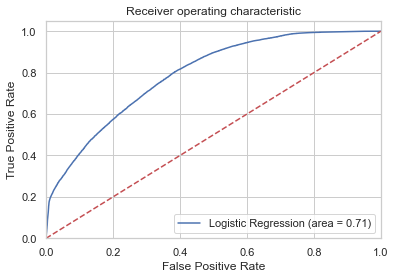 Receiver operating characteristic
True Positive Rate
1.0
0.8
0.6
0.4
0.2
0.0
Logistic Regression (area = 0.71)
0.0 0.2 0.4 0.6 0.8 1.0
False Positive Rate